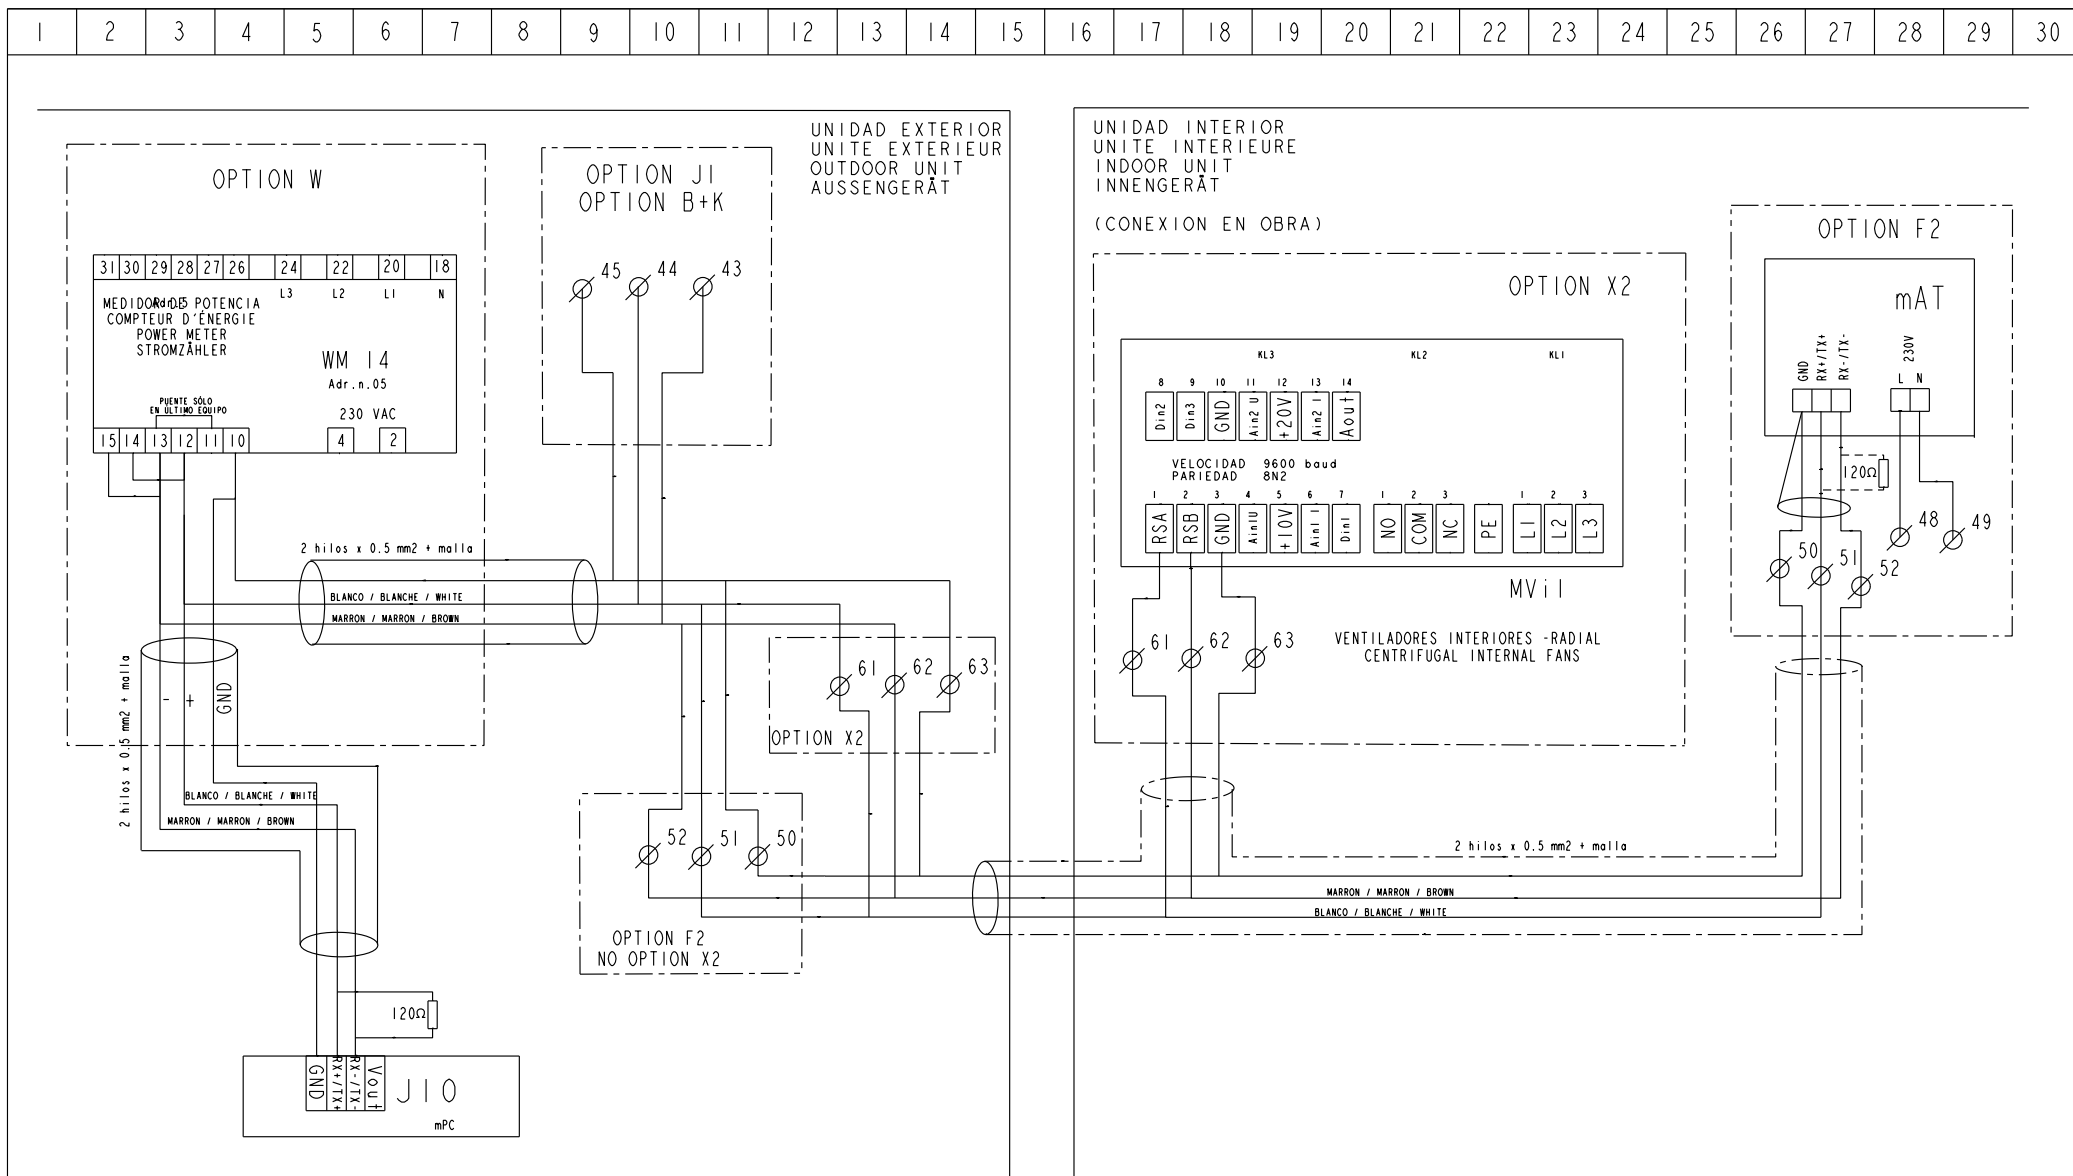 1 2 3 4 5 6 7 8 9 10 11 12 13 14 15 16 17 18 19 20 21 22 23 24 25 26 27 28 29 30
UNIDAD EXTERIOR
UNITE EXTERIEUR
OUTDOOR UNIT
AUSSENGERÄT
UNIDAD INTERIOR
UNITE INTERIEURE
INDOOR UNIT
INNENGERÄT
(CONEXION EN OBRA)
OPTION W
31 30 29 28 27 26 24 22 20 18
L3 L2 L1 N
MEDIDOR DE POTENCIA
Adr.5
COMPTEUR D'ÉNERGIE
POWER METER
STROMZÄHLER
WM 14
Adr.n.05
PUENTE SÓLO
EN ÚLTIMO EQUIPO
230 VAC
15 14 13 12 11 10 4 2
OPTION J1
OPTION B+K
45 44 43
2 hilos x 0.5 mm2 + malla
BLANCO / BLANCHE / WHITE
MARRON / MARRON / BROWN
2 hilos x 0.5 mm2 + malla
- + GND
BLANCO / BLANCHE / WHITE
MARRON / MARRON / BROWN
120Ω
GND
RX+/TX+
RX-/TX-
Vout
J10
mPC
61 62 63
OPTION X2
52 51 50
OPTION F2
NO OPTION X2
OPTION X2
KL3 KL2 KL1
8 9 10 11 12 13 14
Din2 Din3 GND Ain2 U +20V Ain2 I Aout
VELOCIDAD 9600 baud
PARIEDAD 8N2
1 2 3 4 5 6 7 1 2 3 1 2 3
RSA RSB GND Ain1U +10V Ain1 I Din1 NO COM NC PE L1 L2 L3
MVi1
61 62 63
VENTILADORES INTERIORES -RADIAL
CENTRIFUGAL INTERNAL FANS
2 hilos x 0.5 mm2 + malla
MARRON / MARRON / BROWN
BLANCO / BLANCHE / WHITE
OPTION F2
mAT
GND
RX+/TX+
RX-/TX-
230V
L N
120Ω
48 49
50 51 52